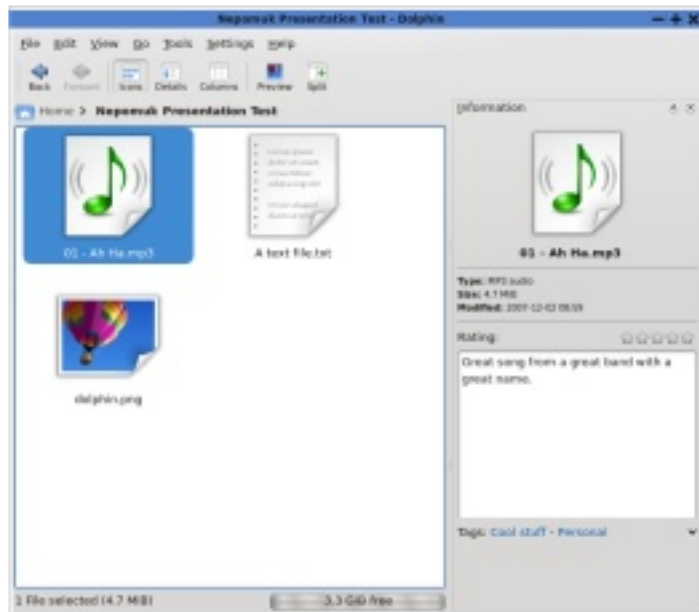 Nepomuk Presentation Test - Dolphin
File Edit View Go Tools Settings Help
Back Forward Icons Details Columns Preview Split
Home > Nepomuk Presentation Test
Information
01 - Ah Ha.mp3
A text file.txt
dolphin.png
01 - Ah Ha.mp3
Type: MP3 audio
Size: 4.7 MiB
Modified: 2007-12-02
Rating:
Great song from a great band with a
great name.
Tags: Cool stuff - Personal
1 File selected (4.7 MiB)
3.3 GiB free